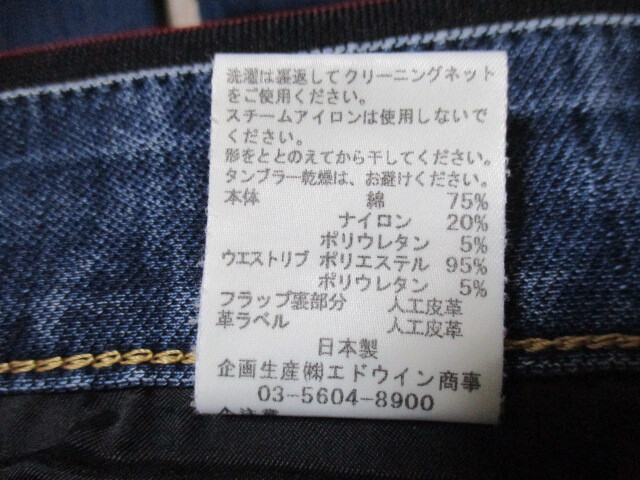 洗濯は裏返してクリーニングネット
をご使用ください。
スチームアイロンは使用しないで
ください。
形をととのえてから干してください。
タンブラー乾燥は、お避けください。
本体 綿 75%
ナイロン 20%
ポリウレタン 5%
ウエストリブ ポリエステル 95%
ポリウレタン 5%
フラップ裏部分 人工皮革
革ラベル 人工皮革
日本製
企画生産㈱エドウイン商事
03-5604-8900